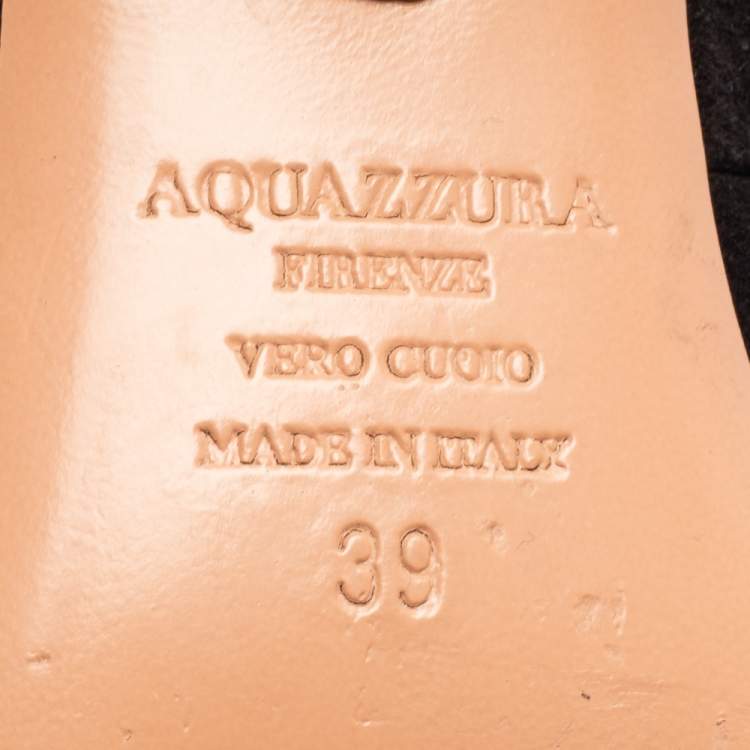 AQUAZZURA
FIRENZE
VERO CUOIO
MADE IN ITALY
39